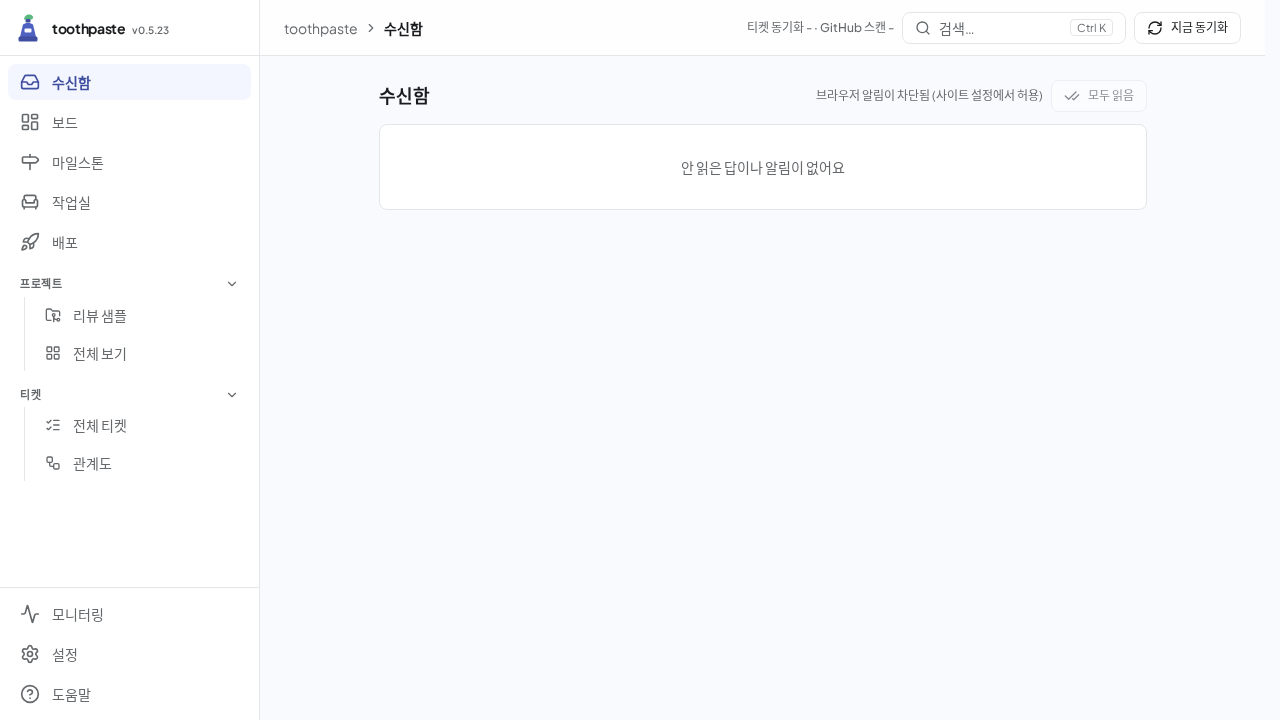 toothpaste v0.5.23
toothpaste > 수신함
티켓 동기화 - · GitHub 스캔 -
검색...
Ctrl K
지금 동기화
수신함
보드
마일스톤
작업실
배포
프로젝트
리뷰 샘플
전체 보기
티켓
전체 티켓
관계도
모니터링
설정
도움말
수신함
브라우저 알림이 차단됨 (사이트 설정에서 허용)
모두 읽음
안 읽은 답이나 알림이 없어요